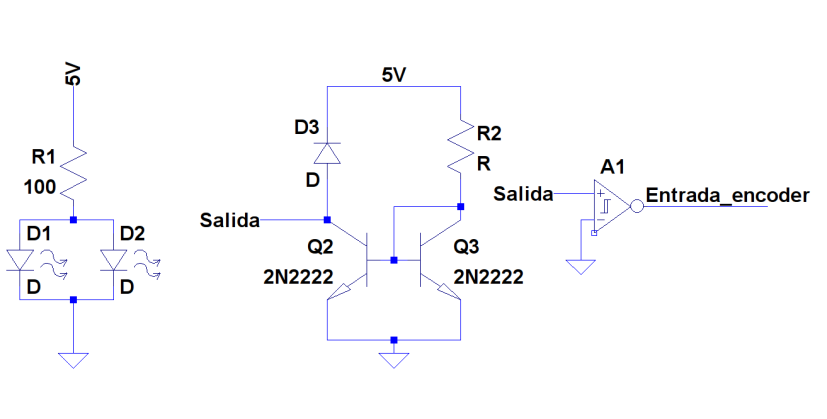 5V
R1
100
D1
D
D2
D
5V
D3
D
R2
R
Salida
Q2
2N2222
Q3
2N2222
A1
Salida
Entrada_encoder